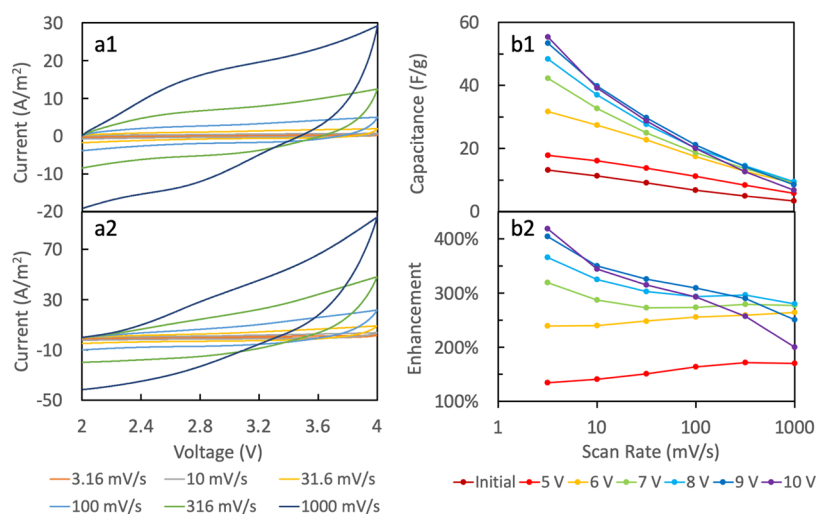 a1
Current (A/m²)
30
20
10
0
-10
-20
a2
Current (A/m²)
70
30
-10
-50
2 2.4 2.8 3.2 3.6 4
Voltage (V)
3.16 mV/s 10 mV/s 31.6 mV/s
100 mV/s 316 mV/s 1000 mV/s
b1
Capacitance (F/g)
60
40
20
0
b2
Enhancement
400%
300%
200%
100%
1 10 100 1000
Scan Rate (mV/s)
Initial 5 V 6 V 7 V 8 V 9 V 10 V